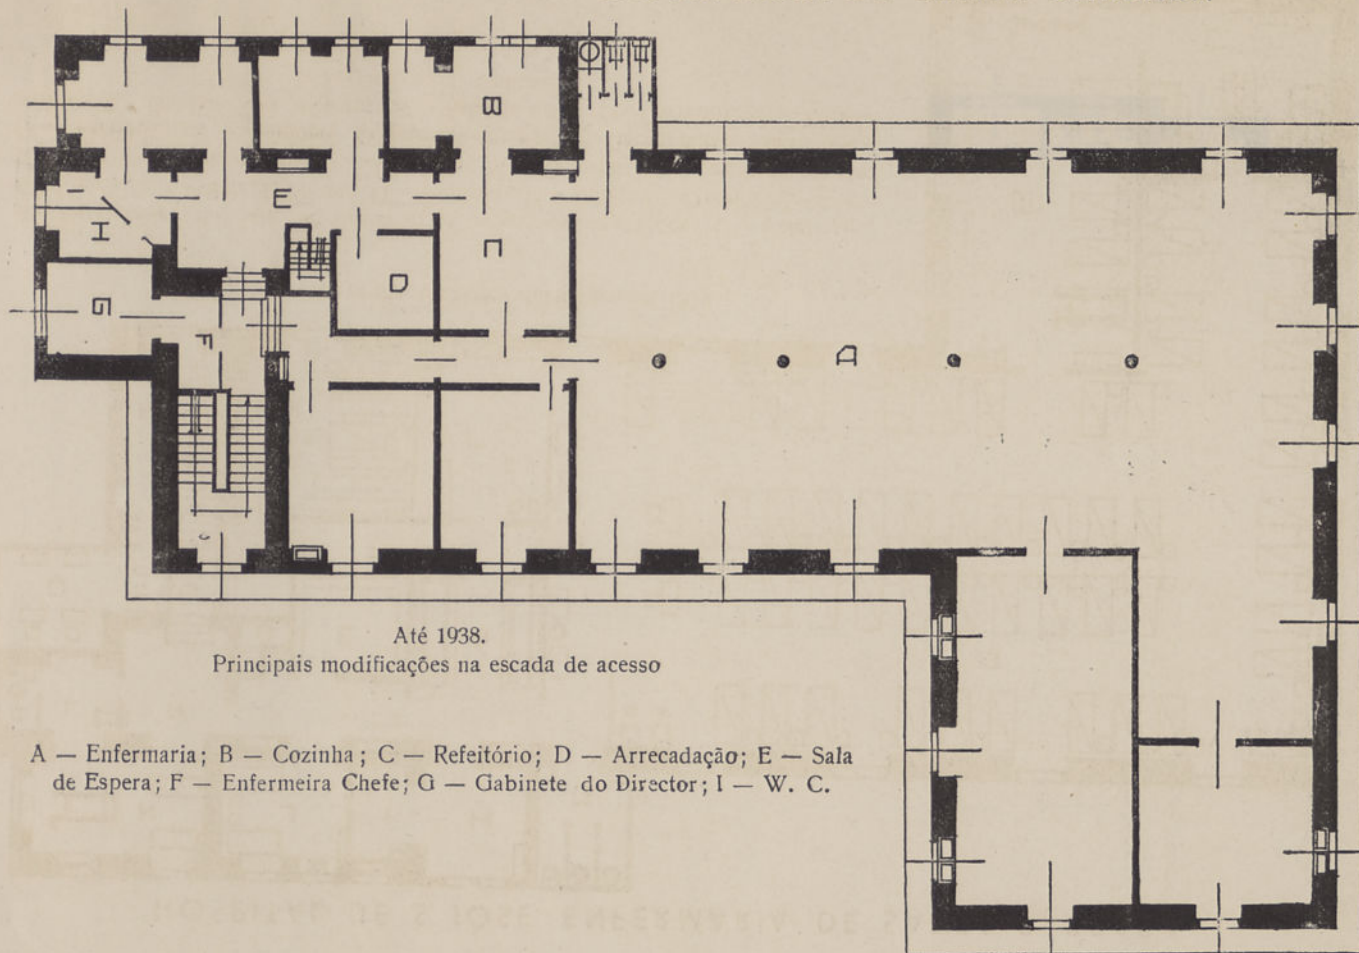 B
E
I
H
C
D
G
F
A
Até 1938.
Principais modificações na escada de acesso
A — Enfermaria; B — Cozinha; C — Refeitório; D — Arrecadação; E — Sala
de Espera; F — Enfermeira Chefe; G — Gabinete do Director; I — W. C.